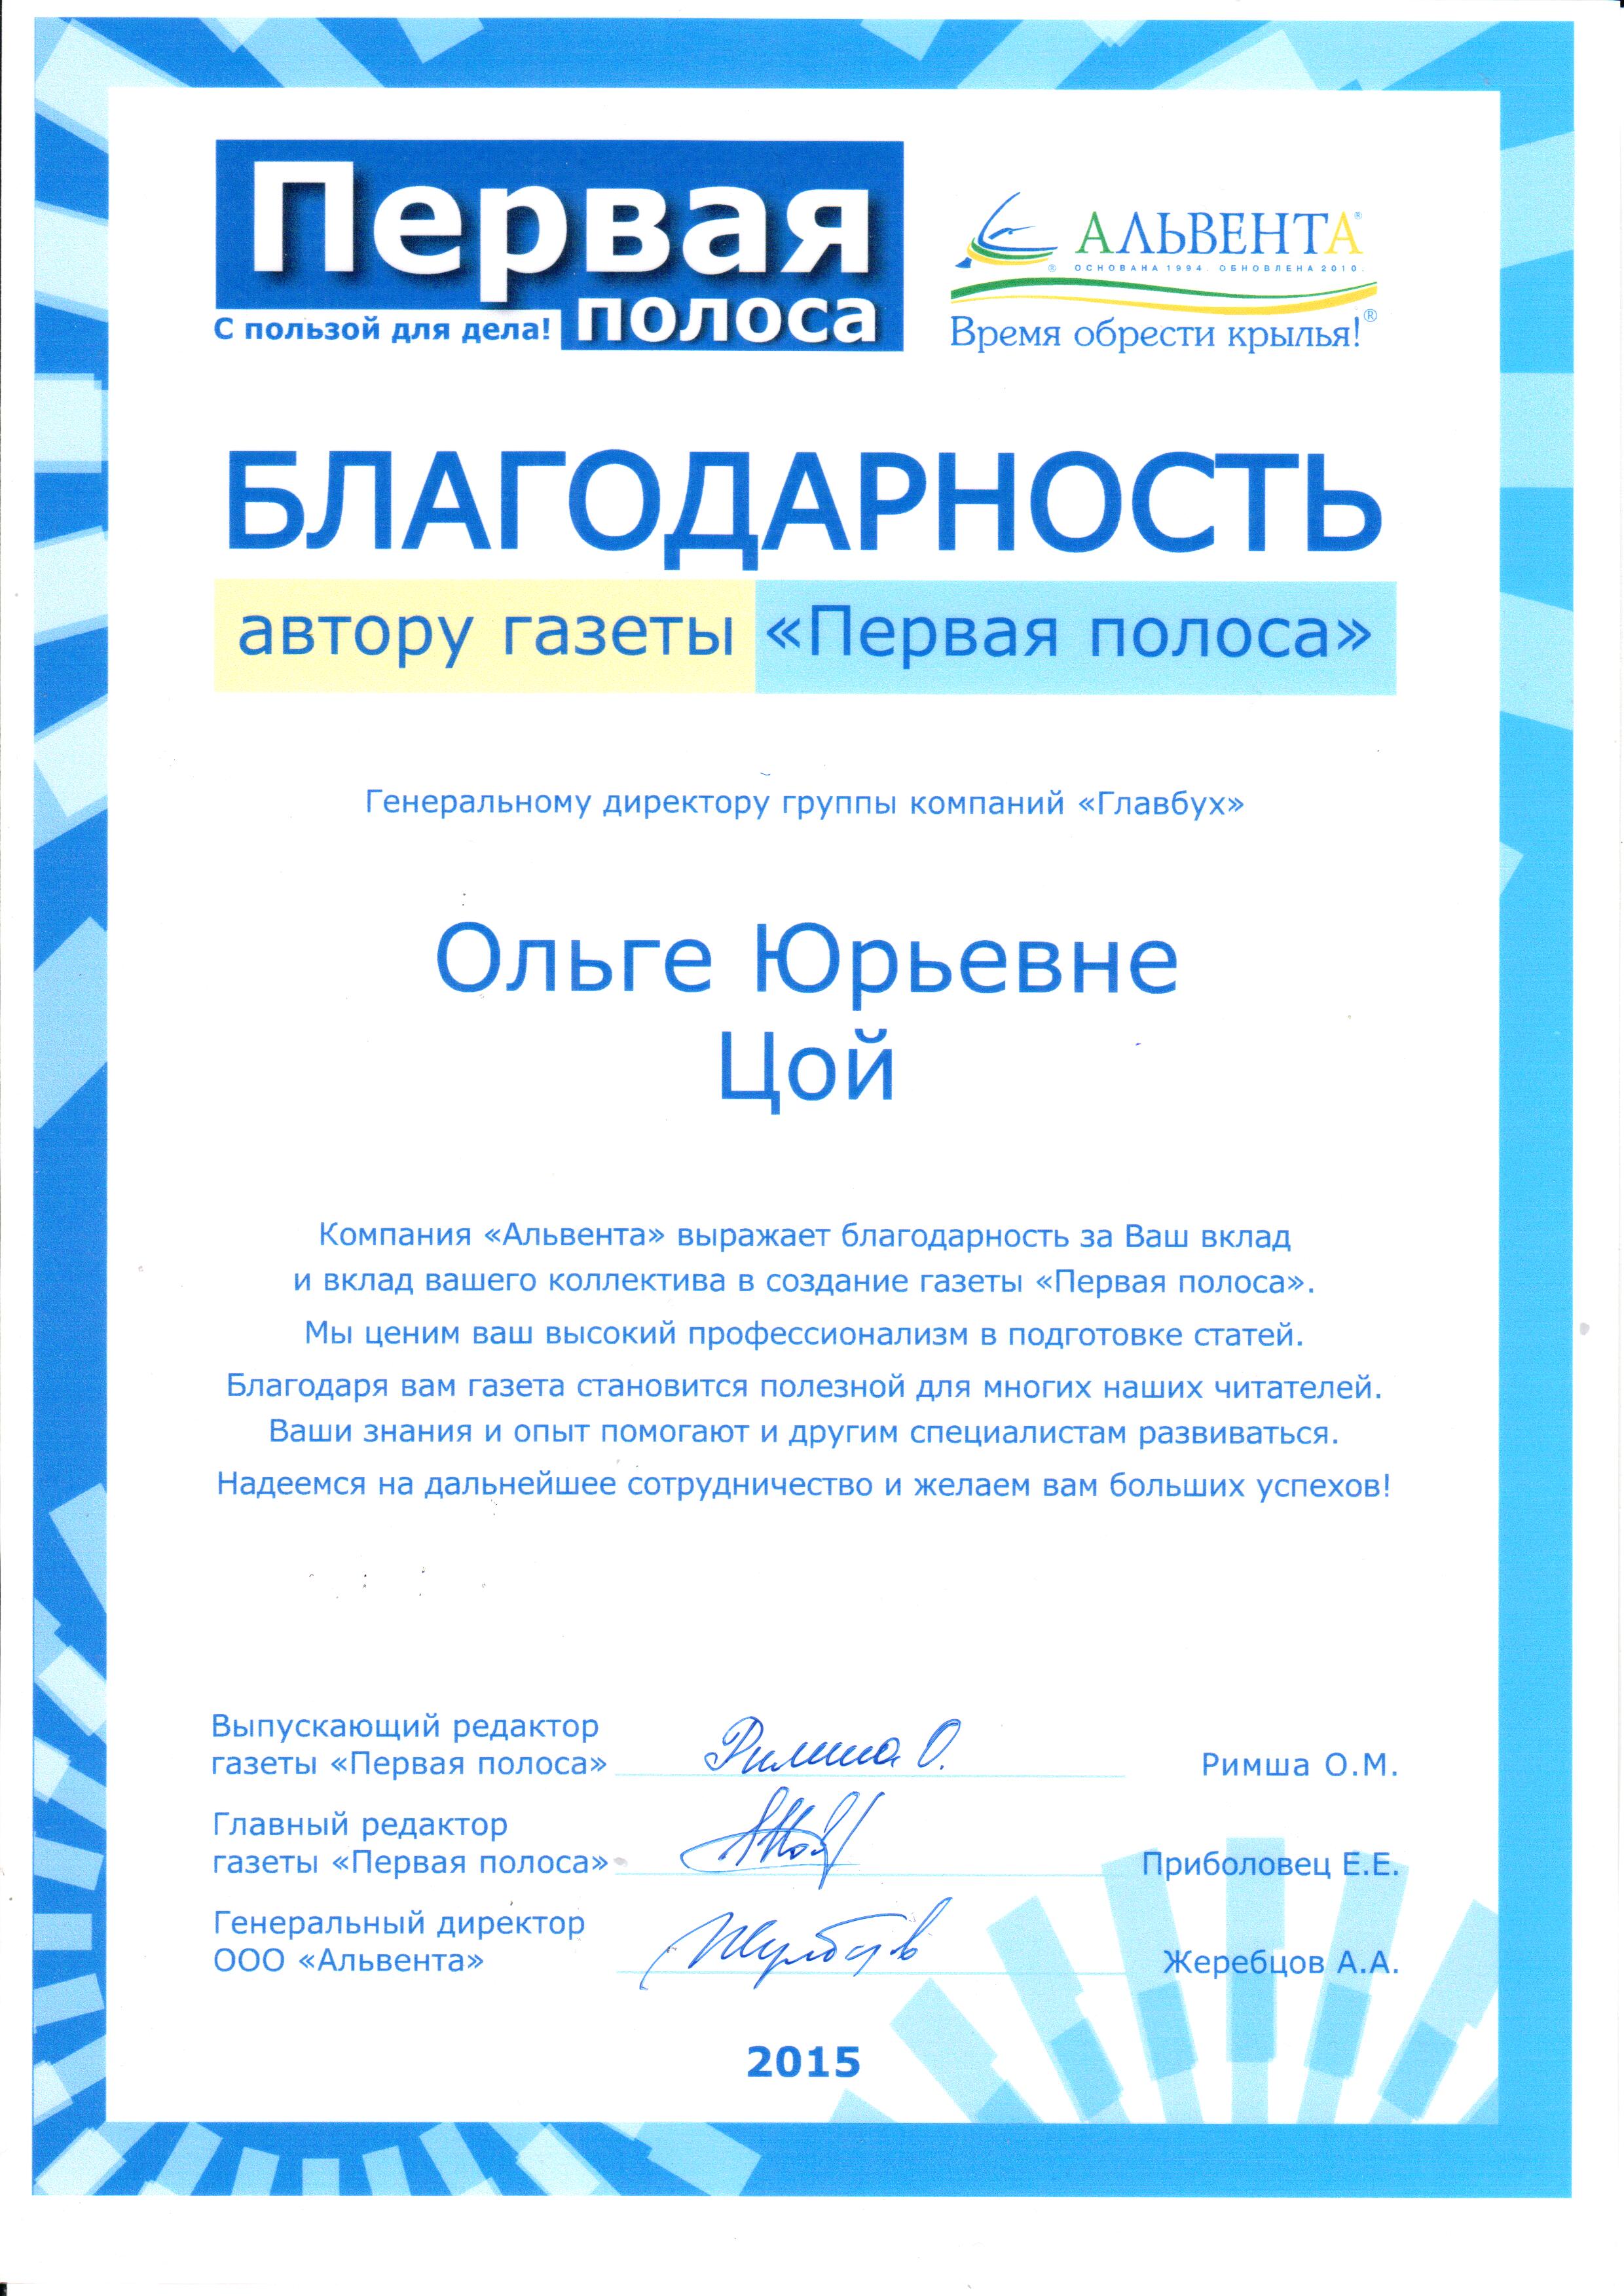 Первая
полоса
С пользой для дела!
АЛЬВЕНТА®
® ОСНОВАНА 1994. ОБНОВЛЕНА 2010.
Время обрести крылья!®
БЛАГОДАРНОСТЬ
автору газеты «Первая полоса»
Генеральному директору группы компаний «Главбух»
Ольге Юрьевне
Цой
Компания «Альвента» выражает благодарность за Ваш вклад
и вклад вашего коллектива в создание газеты «Первая полоса».
Мы ценим ваш высокий профессионализм в подготовке статей.
Благодаря вам газета становится полезной для многих наших читателей.
Ваши знания и опыт помогают и другим специалистам развиваться.
Надеемся на дальнейшее сотрудничество и желаем вам больших успехов!
Выпускающий редактор
газеты «Первая полоса» Римша О. Римша О.М.
Главный редактор
газеты «Первая полоса» Приболовец Е.Е.
Генеральный директор
ООО «Альвента» Жеребцов А.А.
2015